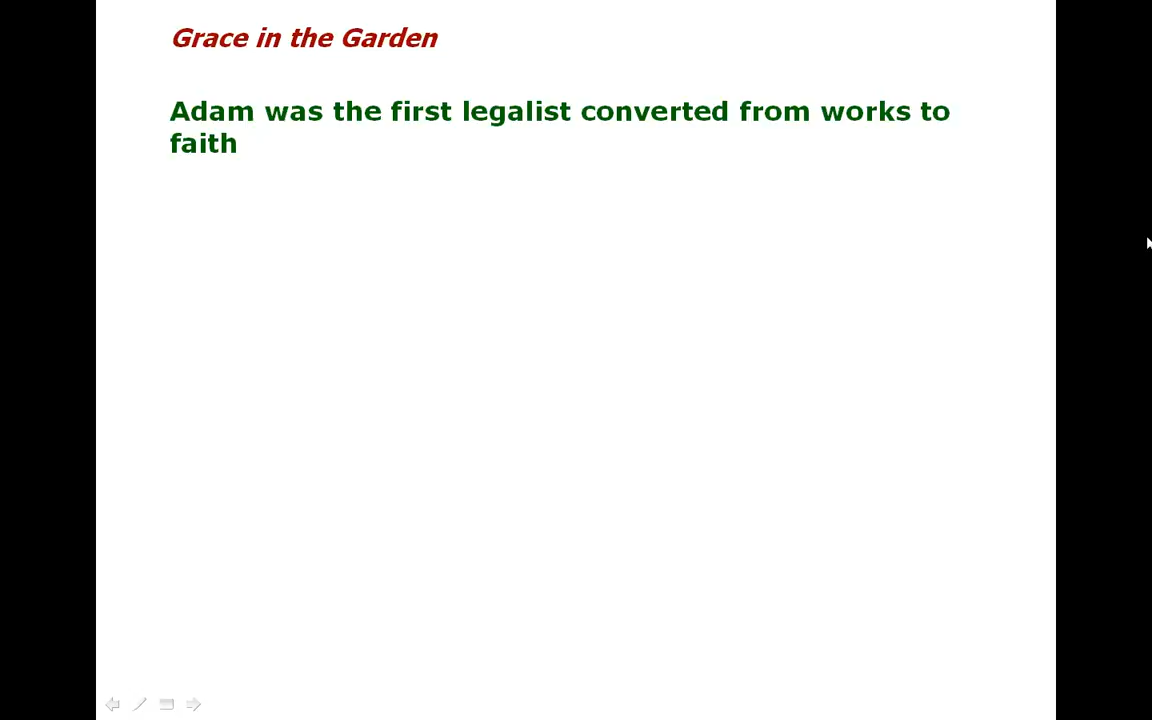 Grace in the Garden
Adam was the first legalist converted from works to
faith